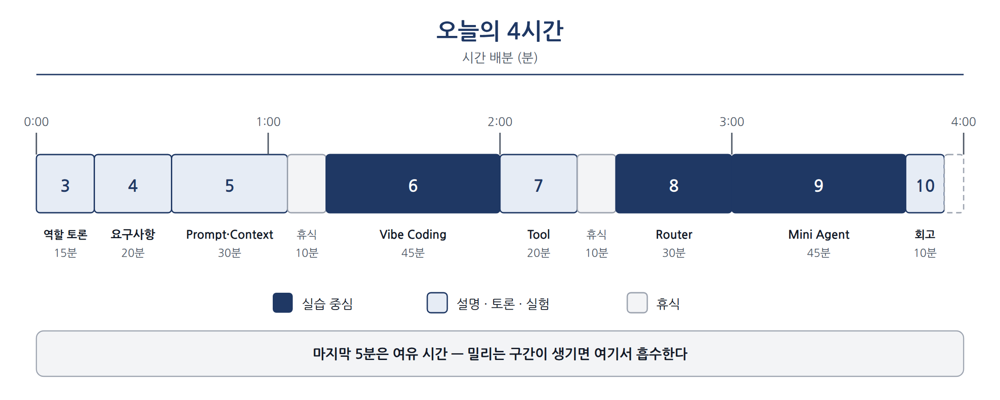 오늘의 4시간
시간 배분 (분)
0:00 1:00 2:00 3:00 4:00
3 4 5 6 7 8 9 10
역할 토론 요구사항 Prompt·Context 휴식 Vibe Coding Tool 휴식 Router Mini Agent 회고
15분 20분 30분 10분 45분 20분 10분 30분 45분 10분
실습 중심 설명 · 토론 · 실험 휴식
마지막 5분은 여유 시간 — 밀리는 구간이 생기면 여기서 흡수한다